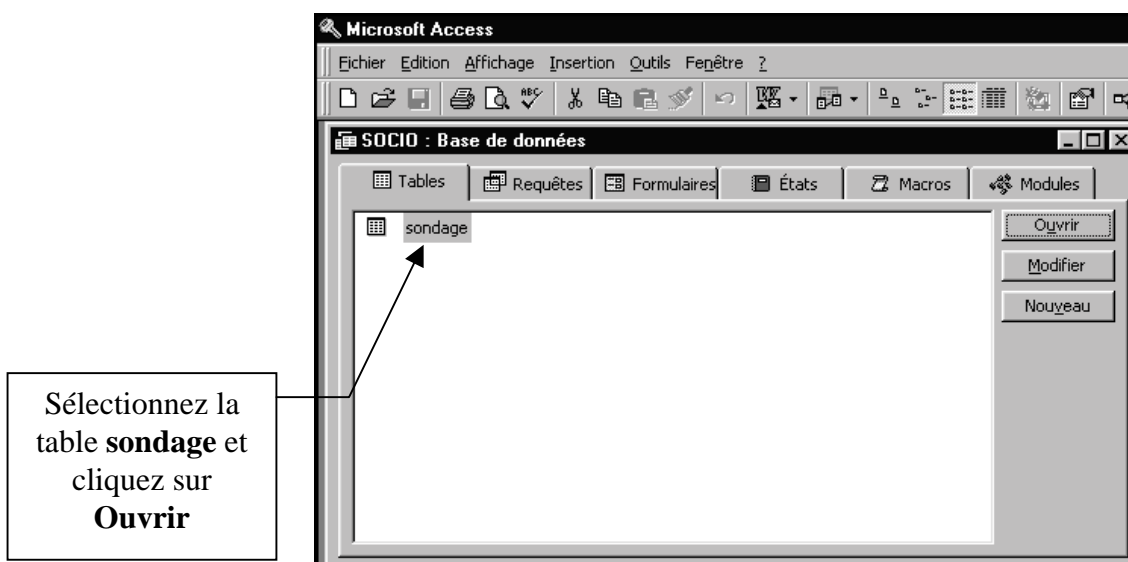 Microsoft Access
Fichier Edition Affichage Insertion Outils Fenêtre ?
ABC
SOCIO : Base de données
Tables Requêtes Formulaires États Macros Modules
sondage
Ouvrir
Modifier
Nouveau
Sélectionnez la
table sondage et
cliquez sur
Ouvrir